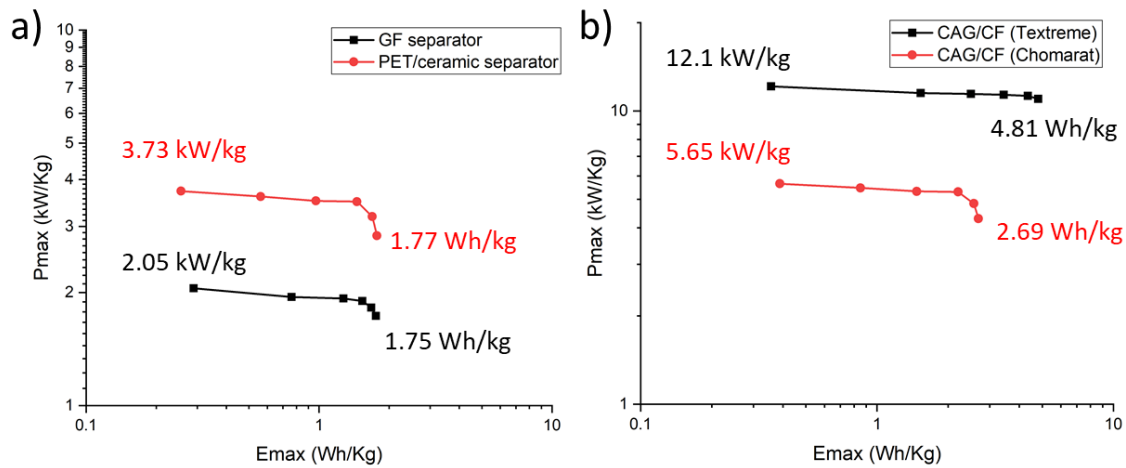 a)
GF separator
PET/ceramic separator
3.73 kW/kg
1.77 Wh/kg
2.05 kW/kg
1.75 Wh/kg
Pmax (kW/Kg)
10
9
8
7
6
5
4
3
2
1
0.1
1
10
Emax (Wh/Kg)
b)
CAG/CF (Textreme)
CAG/CF (Chomarat)
12.1 kW/kg
4.81 Wh/kg
5.65 kW/kg
2.69 Wh/kg
Pmax (kW/Kg)
10
1
0.1
1
10
Emax (Wh/Kg)